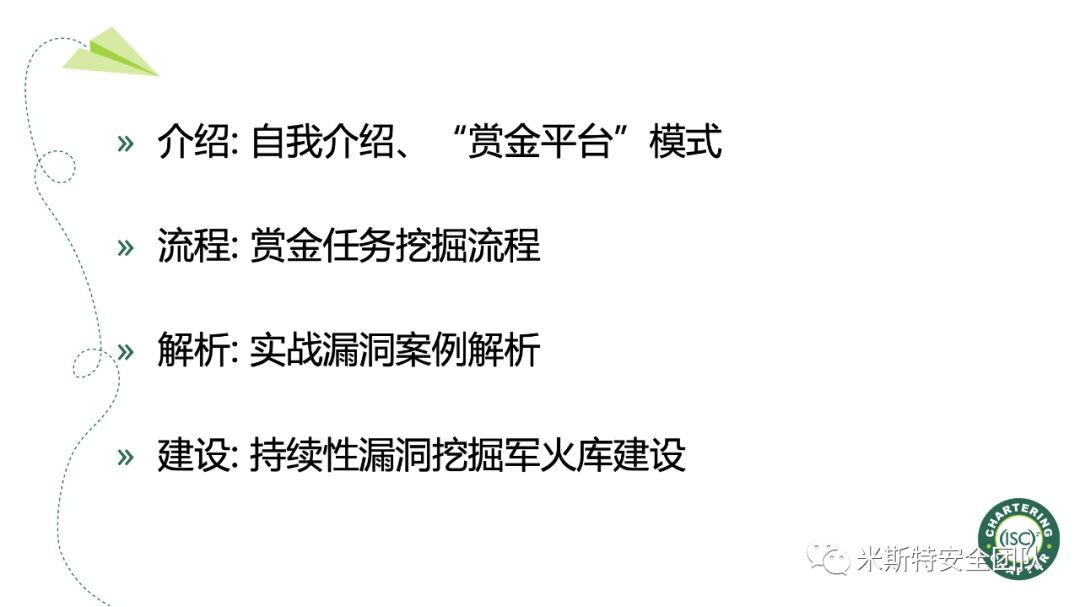 » 介绍: 自我介绍、“赏金平台”模式
» 流程: 赏金任务挖掘流程
» 解析: 实战漏洞案例解析
» 建设: 持续性漏洞挖掘军火库建设
CHARTERING
(ISC)²
米斯特安全团队